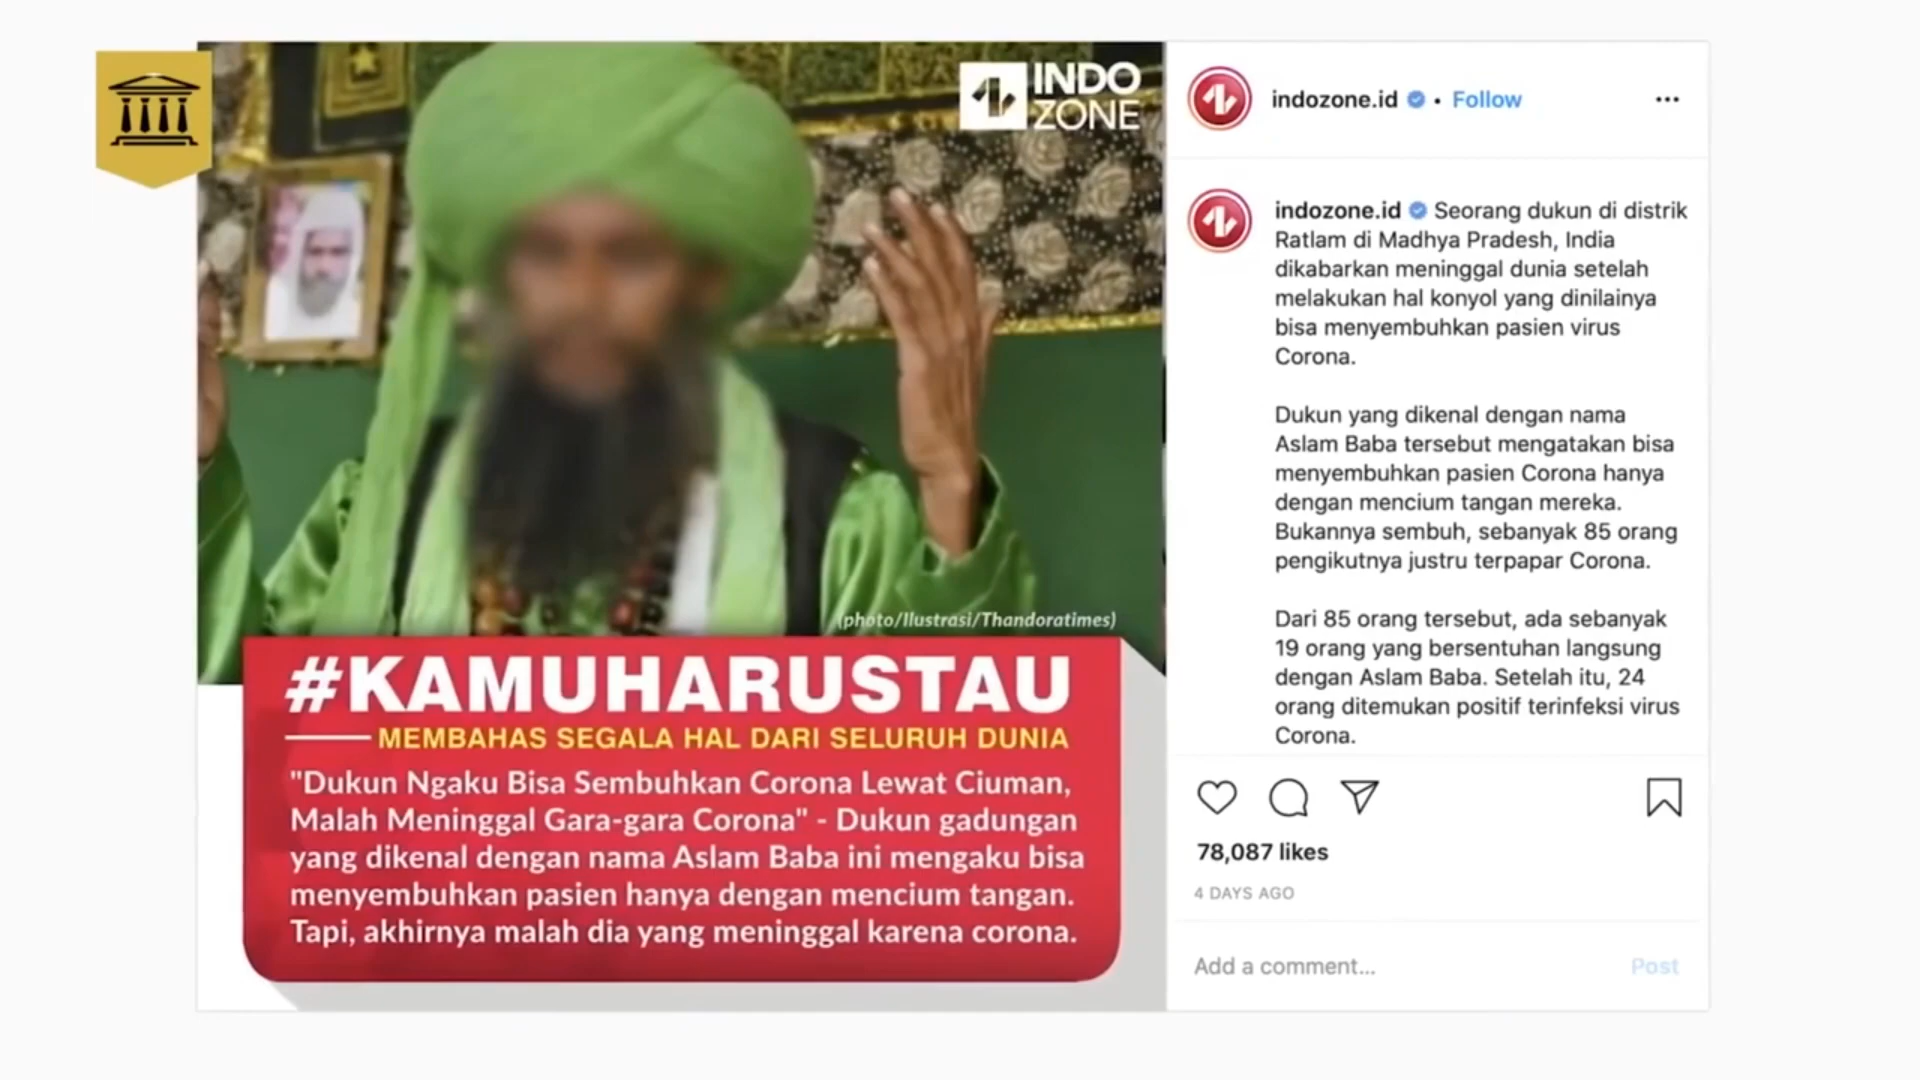 INDO
ZONE
(photo/Ilustrasi/Thandoratimes)
#KAMUHARUSTAU
MEMBAHAS SEGALA HAL DARI SELURUH DUNIA
"Dukun Ngaku Bisa Sembuhkan Corona Lewat Ciuman,
Malah Meninggal Gara-gara Corona" - Dukun gadungan
yang dikenal dengan nama Aslam Baba ini mengaku bisa
menyembuhkan pasien hanya dengan mencium tangan.
Tapi, akhirnya malah dia yang meninggal karena corona.
indozone.id • Follow
indozone.id Seorang dukun di distrik
Ratlam di Madhya Pradesh, India
dikabarkan meninggal dunia setelah
melakukan hal konyol yang dinilainya
bisa menyembuhkan pasien virus
Corona.
Dukun yang dikenal dengan nama
Aslam Baba tersebut mengatakan bisa
menyembuhkan pasien Corona hanya
dengan mencium tangan mereka.
Bukannya sembuh, sebanyak 85 orang
pengikutnya justru terpapar Corona.
Dari 85 orang tersebut, ada sebanyak
19 orang yang bersentuhan langsung
dengan Aslam Baba. Setelah itu, 24
orang ditemukan positif terinfeksi virus
Corona.
78,087 likes
4 DAYS AGO
Add a comment... Post